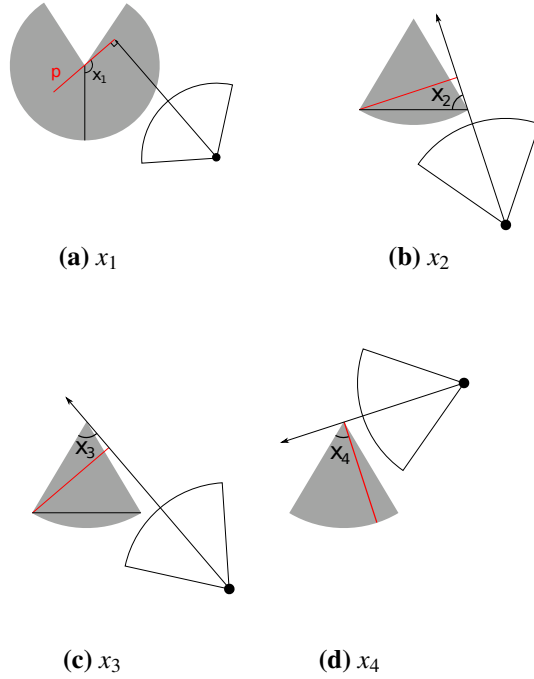 p
x₁
x₂
(a) x₁
(b) x₂
x₃
x₄
(c) x₃
(d) x₄